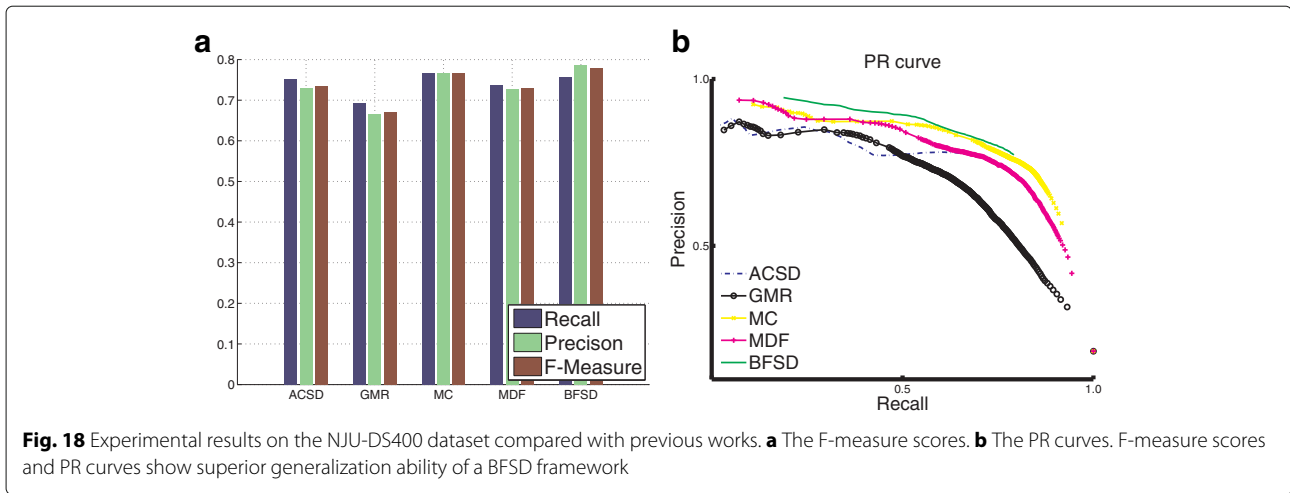 a
0.8
0.7
0.6
0.5
0.4
0.3
0.2
0.1
0
ACSD GMR MC MDF BFSD
Recall
Precison
F-Measure
b
PR curve
1.0
0.5
Precision
ACSD
GMR
MC
MDF
BFSD
0.5 1.0
Recall
Fig. 18 Experimental results on the NJU-DS400 dataset compared with previous works. a The F-measure scores. b The PR curves. F-measure scores
and PR curves show superior generalization ability of a BFSD framework